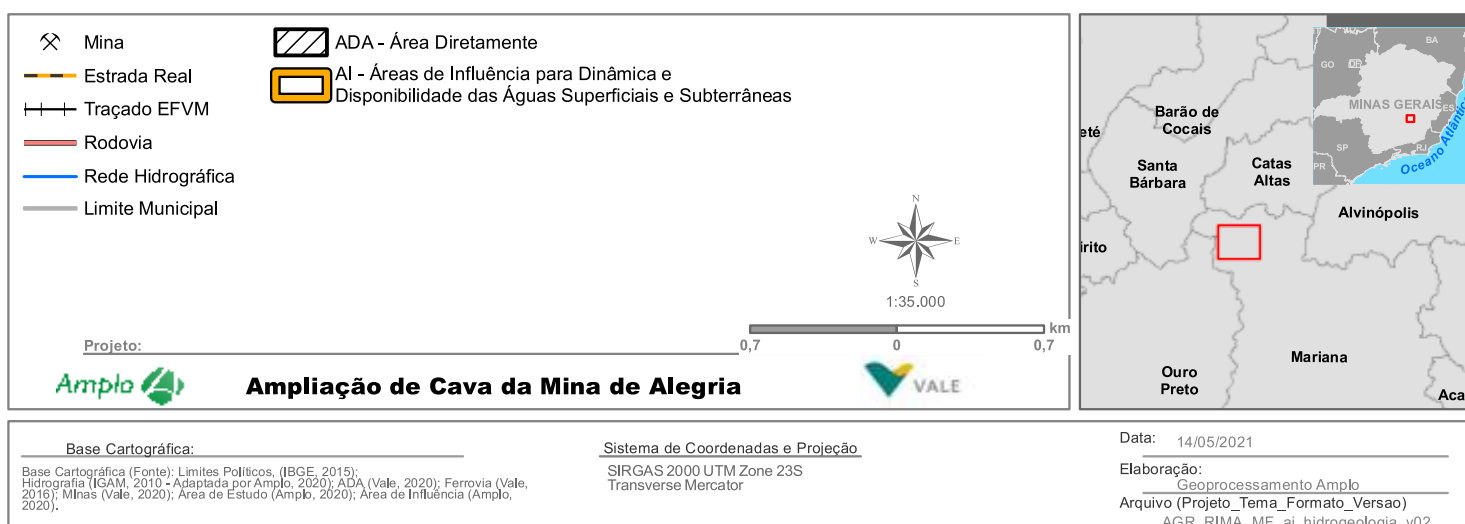 Mina
Estrada Real
Traçado EFVM
Rodovia
Rede Hidrográfica
Limite Municipal
ADA - Área Diretamente
AI - Áreas de Influência para Dinâmica e
Disponibilidade das Águas Superficiais e Subterrâneas
N
W
E
S
1:35.000
km
0,7
0
0,7
Projeto:
Amplo
Ampliação de Cava da Mina de Alegria
VALE
Barão de
Cocais
eté
Santa
Bárbara
Catas
Altas
Alvinópolis
irito
Mariana
Ouro
Preto
Aca
BA
GO
DF
MINAS GERAIS
ES
SP
RJ
PR
Oceano Atlântico
Base Cartográfica:
Base Cartográfica (Fonte): Limites Políticos, (IBGE, 2015);
Hidrografia (IGAM, 2010 - Adaptada por Amplo, 2020); ADA (Vale, 2020); Ferrovia (Vale,
2016); Minas (Vale, 2020); Área de Estudo (Amplo, 2020); Área de Influência (Amplo,
2020).
Sistema de Coordenadas e Projeção
SIRGAS 2000 UTM Zone 23S
Transverse Mercator
Data: 14/05/2021
Elaboração:
Geoprocessamento Amplo
Arquivo (Projeto_Tema_Formato_Versao)
AGR_RIMA_MF_ai_hidrogeologia_v02